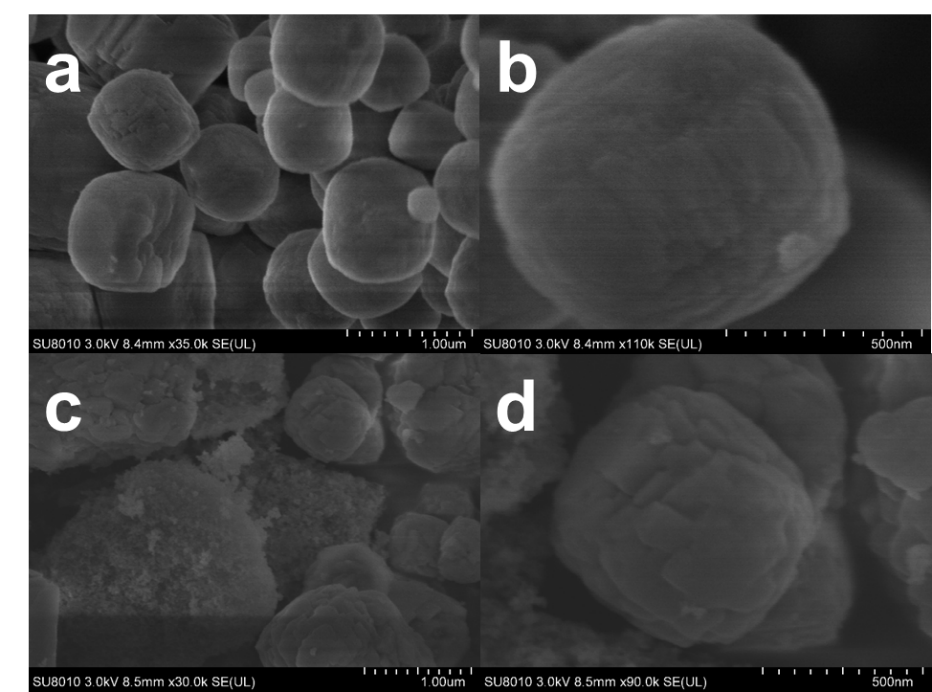 a
b
SU8010 3.0kV 8.4mm x35.0k SE(UL) 1.00um
SU8010 3.0kV 8.4mm x110k SE(UL) 500nm
c
d
SU8010 3.0kV 8.5mm x30.0k SE(UL) 1.00um
SU8010 3.0kV 8.5mm x90.0k SE(UL) 500nm